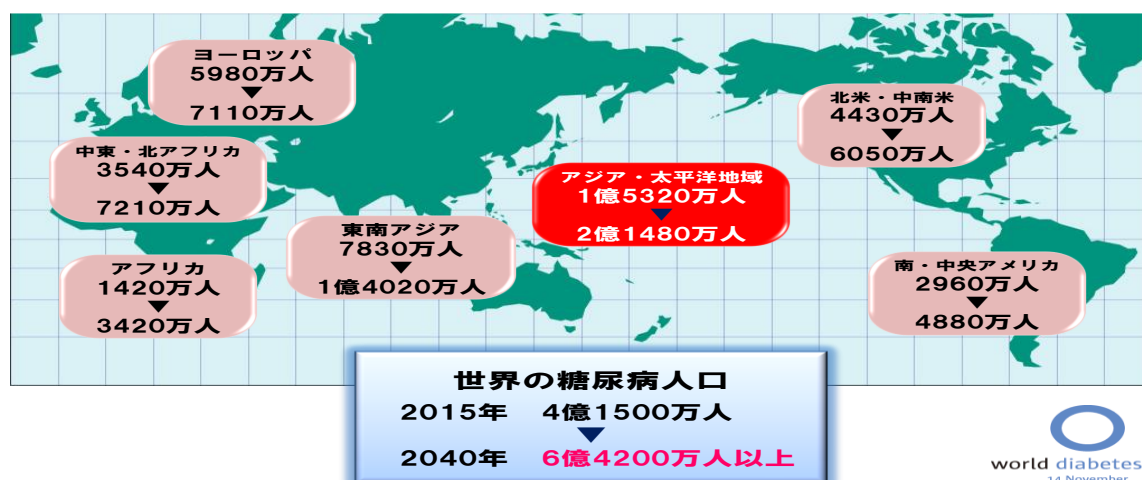 ヨーロッパ
5980万人
▼
7110万人
中東・北アフリカ
3540万人
▼
7210万人
アフリカ
1420万人
▼
3420万人
東南アジア
7830万人
▼
1億4020万人
アジア・太平洋地域
1億5320万人
▼
2億1480万人
北米・中南米
4430万人
▼
6050万人
南・中央アメリカ
2960万人
▼
4880万人
世界の糖尿病人口
2015年 4億1500万人
▼
2040年 6億4200万人以上
world diabetes
14 November